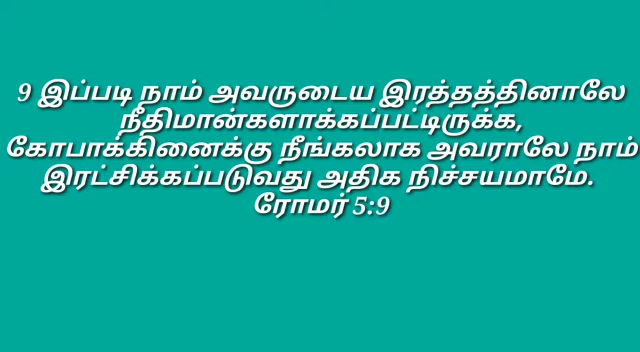 9 இப்படி நாம் அவருடைய இரத்தத்தினாலே
நீதிமான்களாக்கப்பட்டிருக்க,
கோபாக்கினைக்கு நீங்கலாக அவராலே நாம்
இரட்சிக்கப்படுவது அதிக நிச்சயமாமே.
ரோமர் 5:9